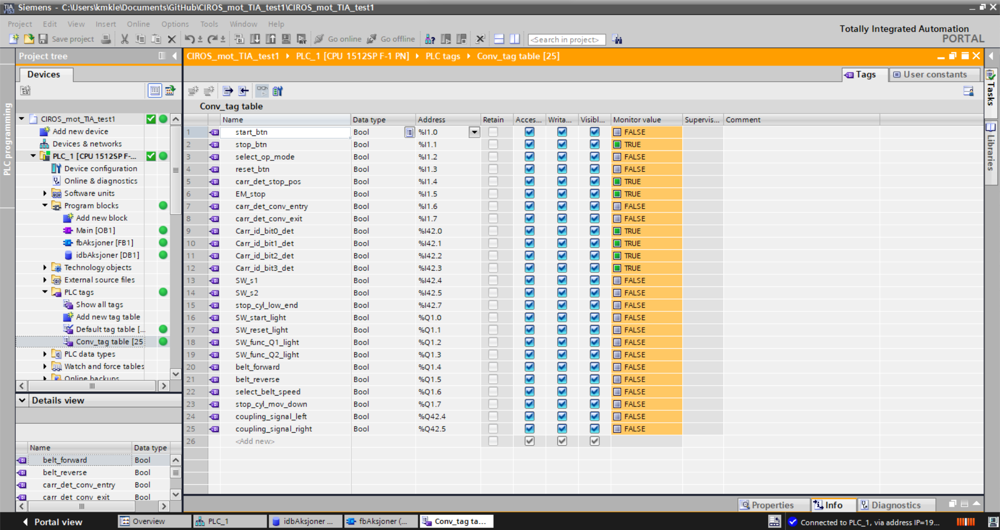 Siemens - C:\Users\kmkle\Documents\GitHub\CIROS_mot_TIA_test1\CIROS_mot_TIA_test1
Project Edit View Insert Online Options Tools Window Help
Totally Integrated Automation
PORTAL
Save project Go online Go offline <Search in project>
Project tree
CIROS_mot_TIA_test1 PLC_1 [CPU 1512SP F-1 PN] PLC tags Conv_tag table [25]
Devices
Tags User constants
PLC programming
Tasks
Libraries
CIROS_mot_TIA_test1
Add new device
Devices & networks
PLC_1 [CPU 1512SP F-...
Device configuration
Online & diagnostics
Software units
Program blocks
Add new block
Main [OB1]
fbAksjoner [FB1]
idbAksjoner [DB1]
Technology objects
External source files
PLC tags
Show all tags
Add new tag table
Default tag table [...
Conv_tag table [25
PLC data types
Watch and force tables
Online backups
Details view
Name Data type
belt_forward Bool
belt_reverse Bool
carr_det_conv_entry Bool
carr_det_conv_exit Bool
Conv_tag table
Name Data type Address Retain Acces... Writa... Visibl... Monitor value Supervis... Comment
1 start_btn Bool %I1.0 FALSE
2 stop_btn Bool %I1.1 TRUE
3 select_op_mode Bool %I1.2 FALSE
4 reset_btn Bool %I1.3 FALSE
5 carr_det_stop_pos Bool %I1.4 TRUE
6 EM_stop Bool %I1.5 TRUE
7 carr_det_conv_entry Bool %I1.6 FALSE
8 carr_det_conv_exit Bool %I1.7 FALSE
9 Carr_id_bit0_det Bool %I42.0 TRUE
10 Carr_id_bit1_det Bool %I42.1 TRUE
11 Carr_id_bit2_det Bool %I42.2 TRUE
12 Carr_id_bit3_det Bool %I42.3 TRUE
13 SW_s1 Bool %I42.4 FALSE
14 SW_s2 Bool %I42.5 FALSE
15 stop_cyl_low_end Bool %I42.7 FALSE
16 SW_start_light Bool %Q1.0 FALSE
17 SW_reset_light Bool %Q1.1 FALSE
18 SW_func_Q1_light Bool %Q1.2 FALSE
19 SW_func_Q2_light Bool %Q1.3 FALSE
20 belt_forward Bool %Q1.4 FALSE
21 belt_reverse Bool %Q1.5 FALSE
22 select_belt_speed Bool %Q1.6 FALSE
23 stop_cyl_mov_down Bool %Q1.7 FALSE
24 coupling_signal_left Bool %Q42.4 FALSE
25 coupling_signal_right Bool %Q42.5 FALSE
26 <Add new>
Properties Info Diagnostics
Portal view Overview PLC_1 idbAksjoner ... fbAksjoner (... Conv_tag ta... Connected to PLC_1, via address IP=19...